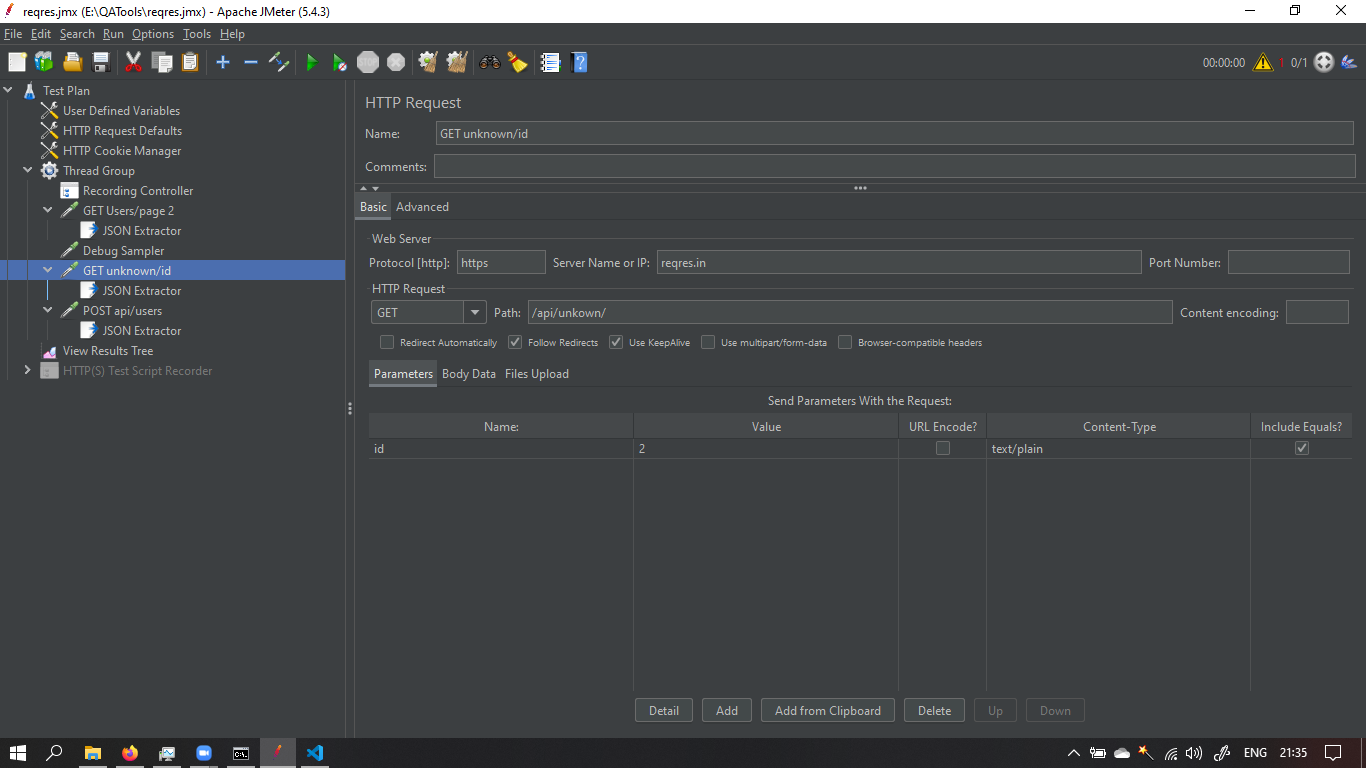 reqres.jmx (E:\QATools\reqres.jmx) - Apache JMeter (5.4.3)
File Edit Search Run Options Tools Help
STOP
00:00:00 1 0/1
Test Plan
User Defined Variables
HTTP Request Defaults
HTTP Cookie Manager
Thread Group
Recording Controller
GET Users/page 2
JSON Extractor
Debug Sampler
GET unknown/id
JSON Extractor
POST api/users
JSON Extractor
View Results Tree
HTTP(S) Test Script Recorder
HTTP Request
Name: GET unknown/id
Comments:
Basic Advanced
Web Server
Protocol [http]: https Server Name or IP: reqres.in Port Number:
HTTP Request
GET Path: /api/unkown/ Content encoding:
Redirect Automatically Follow Redirects Use KeepAlive Use multipart/form-data Browser-compatible headers
Parameters Body Data Files Upload
Send Parameters With the Request:
Name: Value URL Encode? Content-Type Include Equals?
id 2 text/plain
Detail Add Add from Clipboard Delete Up Down
ENG 21:35